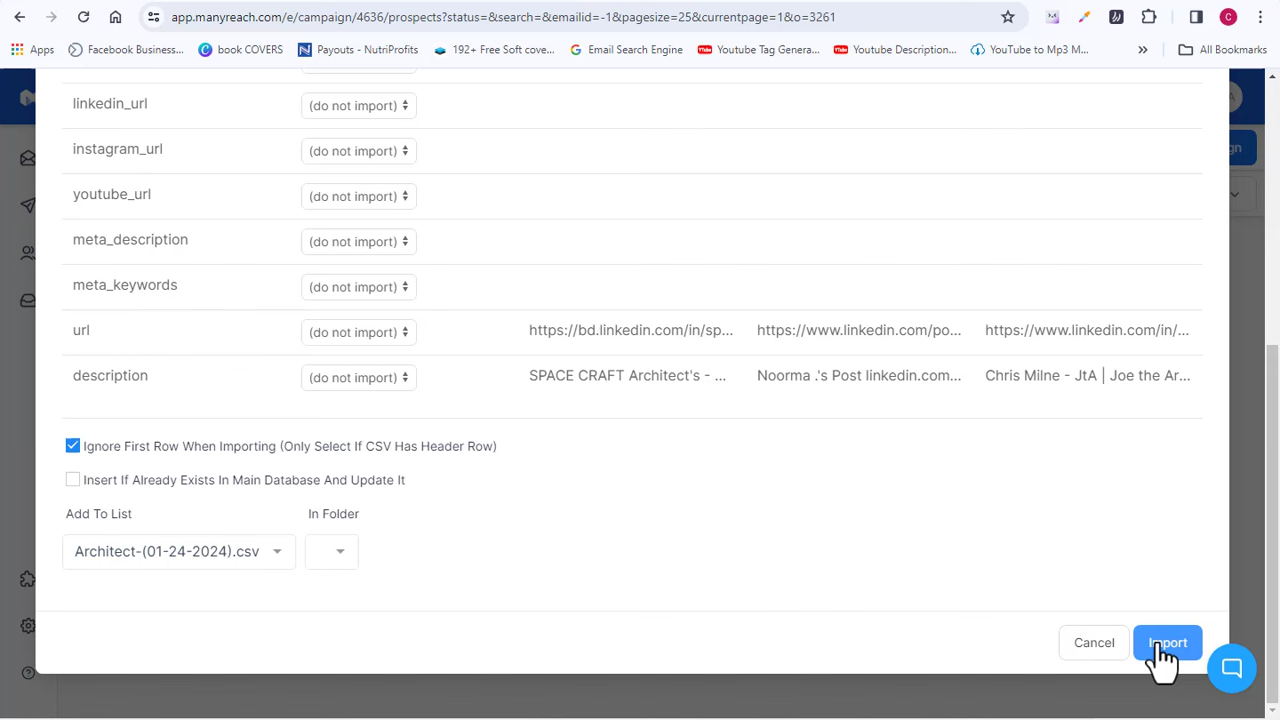 app.manyreach.com/e/campaign/4636/prospects?status=&search=&emailid=-1&pagesize=25&currentpage=1&o=3261
C
Apps
Facebook Business...
book COVERS
Payouts - NutriProfits
192+ Free Soft cove...
Email Search Engine
Youtube Tag Genera...
Youtube Description...
YouTube to Mp3 M...
All Bookmarks
linkedin_url
(do not import)
instagram_url
(do not import)
youtube_url
(do not import)
meta_description
(do not import)
meta_keywords
(do not import)
url
(do not import)
https://bd.linkedin.com/in/sp...
https://www.linkedin.com/po...
https://www.linkedin.com/in/...
description
(do not import)
SPACE CRAFT Architect's - ...
Noorma .'s Post linkedin.com...
Chris Milne - JtA | Joe the Ar...
Ignore First Row When Importing (Only Select If CSV Has Header Row)
Insert If Already Exists In Main Database And Update It
Add To List
In Folder
Architect-(01-24-2024).csv
Cancel
Import